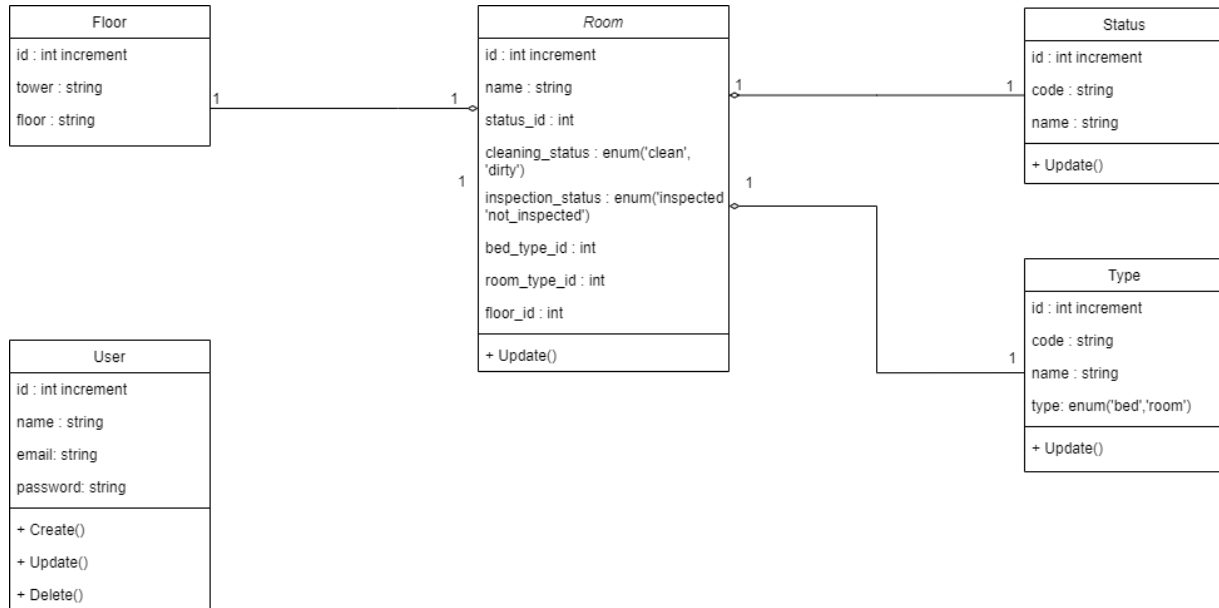 Floor
id : int increment
tower : string
floor : string
1
1
Room
id : int increment
name : string
status_id : int
cleaning_status : enum('clean',
'dirty')
inspection_status : enum('inspected
'not_inspected')
bed_type_id : int
room_type_id : int
floor_id : int
+ Update()
1
1
1
Status
id : int increment
code : string
name : string
+ Update()
1
1
Type
id : int increment
code : string
name : string
type: enum('bed','room')
+ Update()
User
id : int increment
name : string
email: string
password: string
+ Create()
+ Update()
+ Delete()